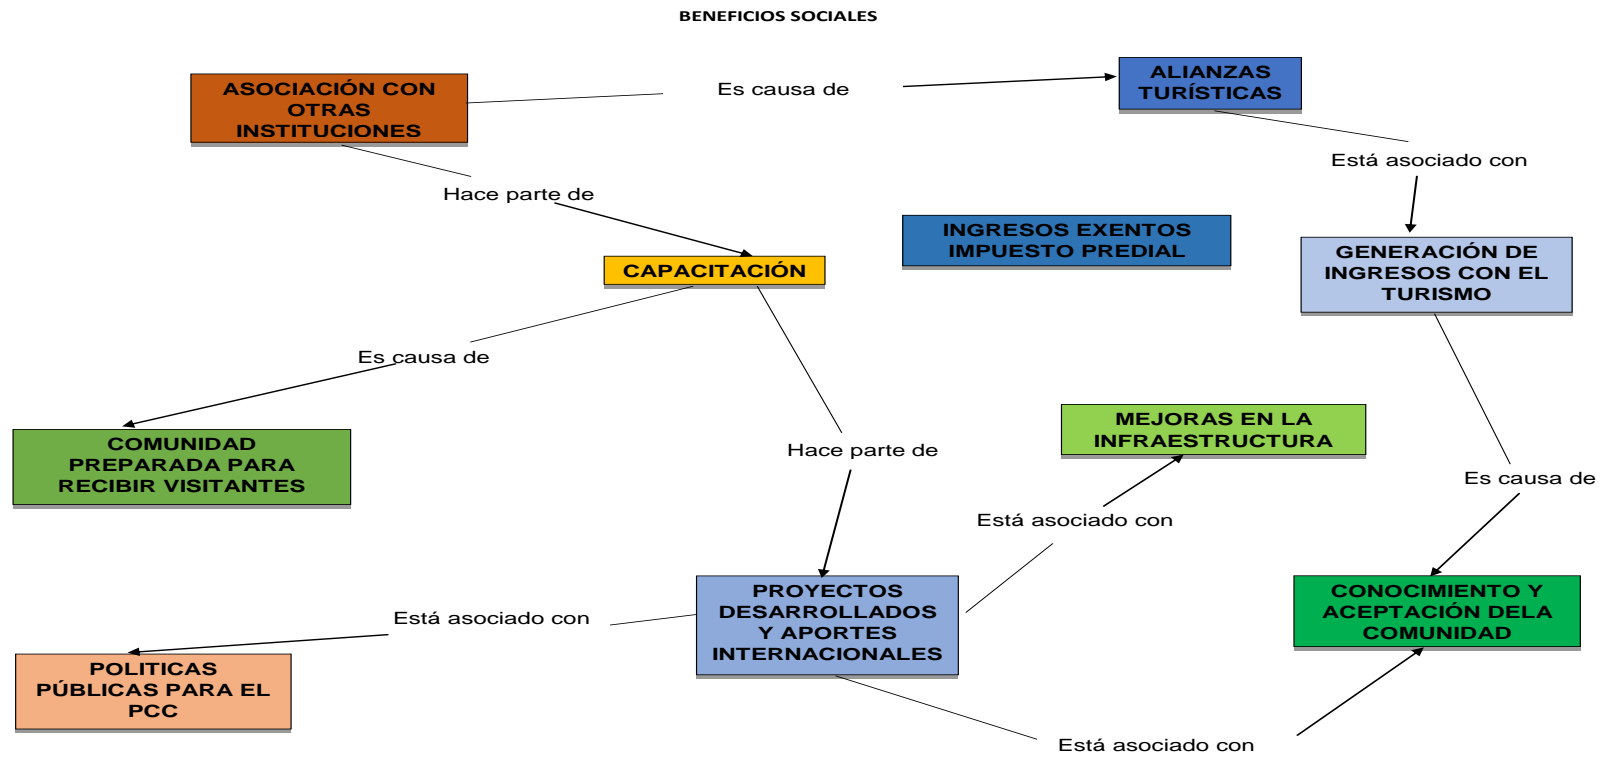 BENEFICIOS SOCIALES
ASOCIACIÓN CON
OTRAS
INSTITUCIONES
Es causa de
ALIANZAS
TURÍSTICAS
Está asociado con
Hace parte de
INGRESOS EXENTOS
IMPUESTO PREDIAL
GENERACIÓN DE
INGRESOS CON EL
TURISMO
CAPACITACIÓN
Es causa de
COMUNIDAD
PREPARADA PARA
RECIBIR VISITANTES
Hace parte de
MEJORAS EN LA
INFRAESTRUCTURA
Es causa de
Está asociado con
PROYECTOS
DESARROLLADOS
Y APORTES
INTERNACIONALES
CONOCIMIENTO Y
ACEPTACIÓN DELA
COMUNIDAD
Está asociado con
POLITICAS
PÚBLICAS PARA EL
PCC
Está asociado con